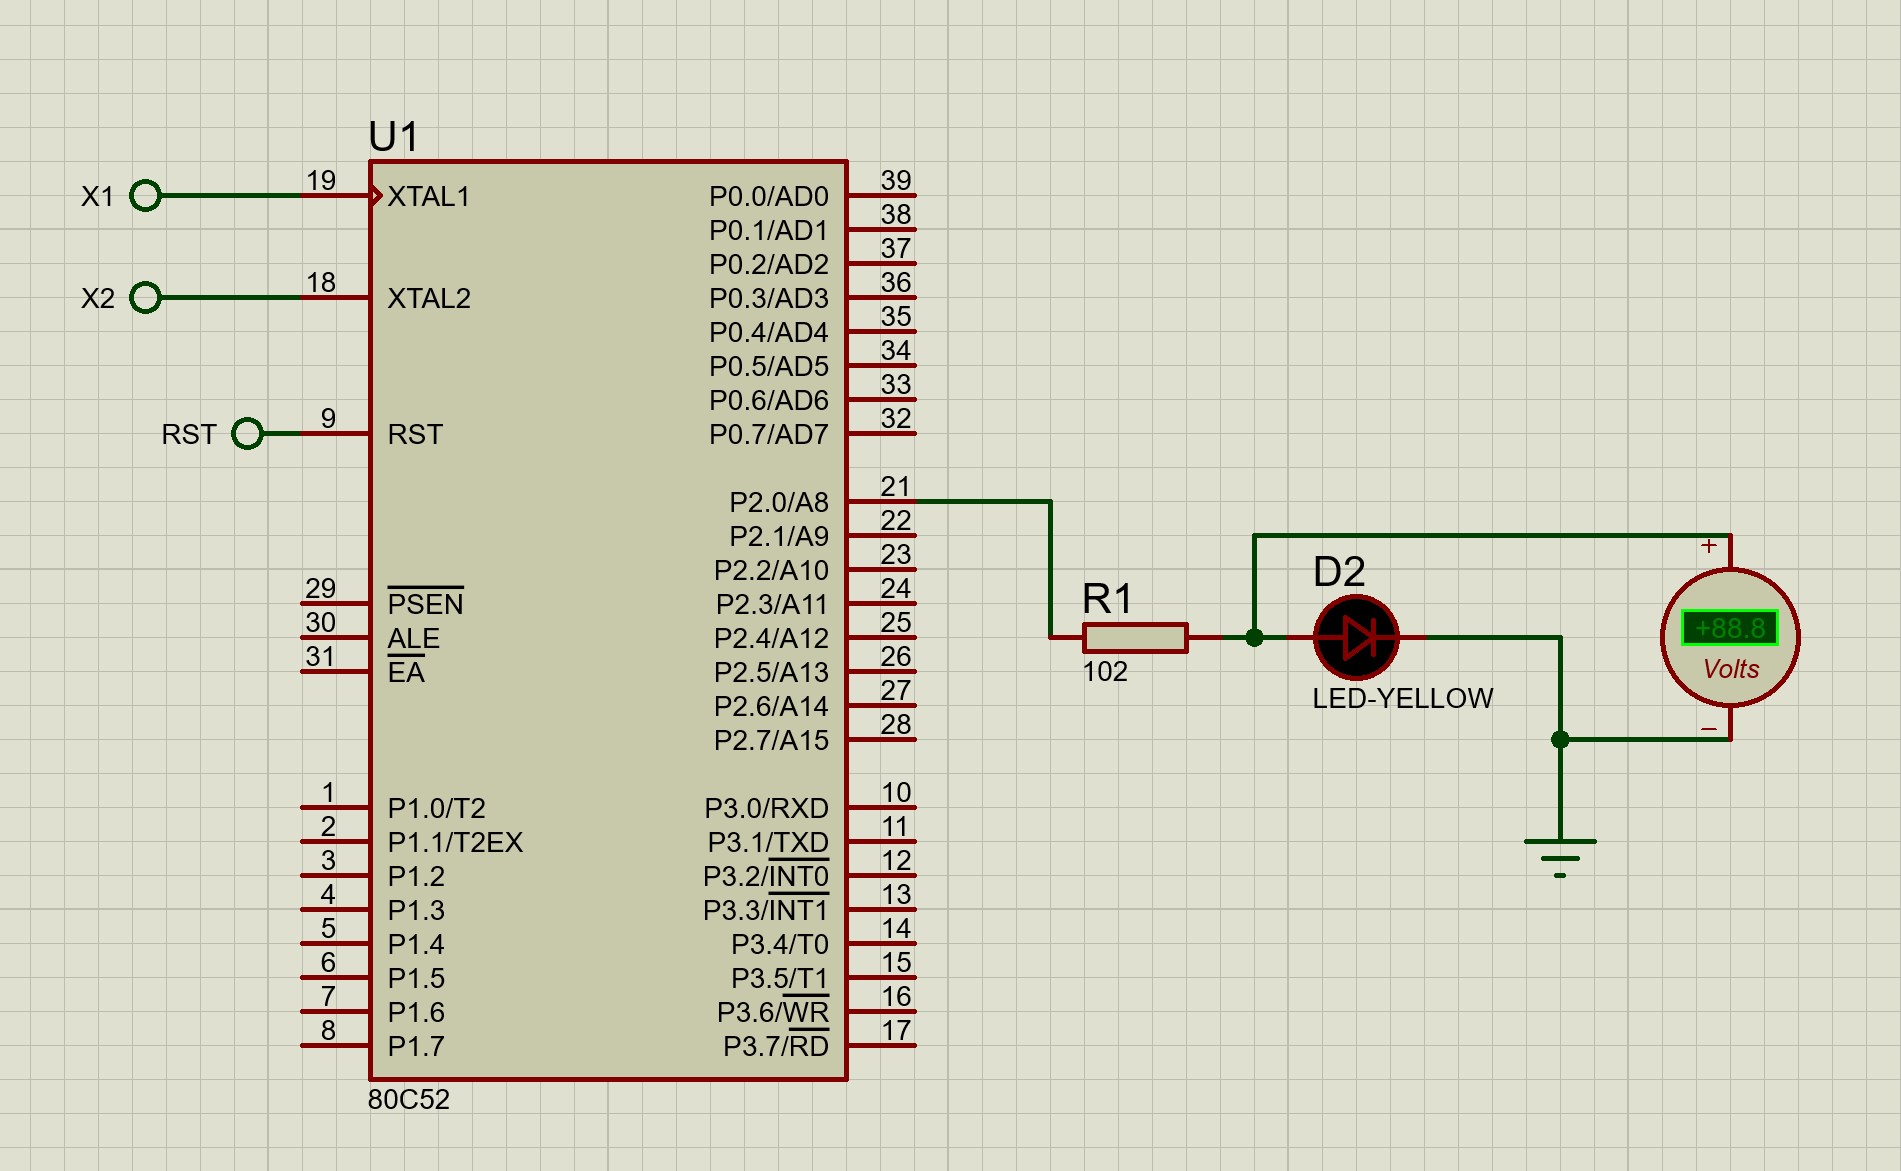 U1
X1
19
XTAL1
X2
18
XTAL2
RST
9
RST
29
PSEN
30
ALE
31
EA
1
P1.0/T2
2
P1.1/T2EX
3
P1.2
4
P1.3
5
P1.4
6
P1.5
7
P1.6
8
P1.7
P0.0/AD0
39
P0.1/AD1
38
P0.2/AD2
37
P0.3/AD3
36
P0.4/AD4
35
P0.5/AD5
34
P0.6/AD6
33
P0.7/AD7
32
P2.0/A8
21
P2.1/A9
22
P2.2/A10
23
P2.3/A11
24
P2.4/A12
25
P2.5/A13
26
P2.6/A14
27
P2.7/A15
28
P3.0/RXD
10
P3.1/TXD
11
P3.2/INT0
12
P3.3/INT1
13
P3.4/T0
14
P3.5/T1
15
P3.6/WR
16
P3.7/RD
17
80C52
R1
102
D2
LED-YELLOW
+
+88.8
Volts
−